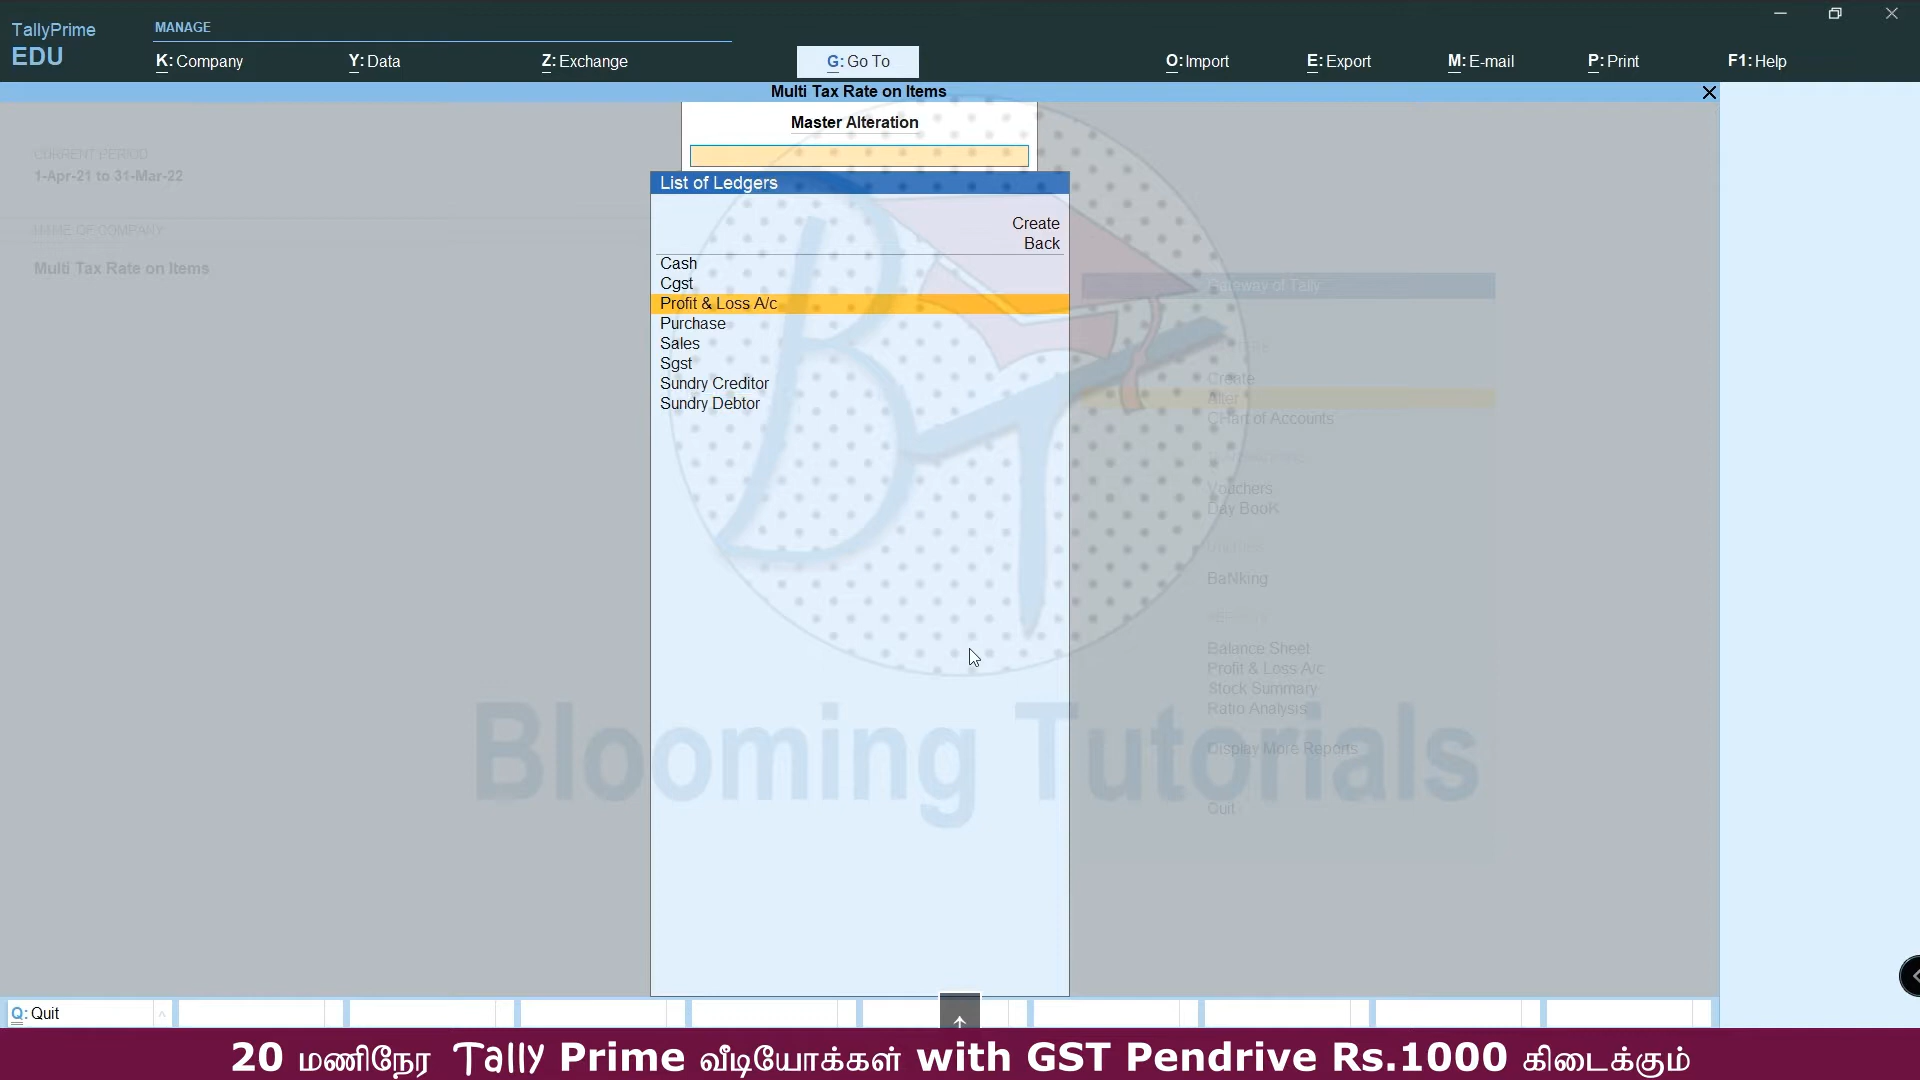 TallyPrime
EDU
MANAGE
K: Company
Y: Data
Z: Exchange
G: Go To
O: Import
E: Export
M: E-mail
P: Print
F1: Help
Multi Tax Rate on Items
Master Alteration
CURRENT PERIOD
1-Apr-21 to 31-Mar-22
NAME OF COMPANY
Multi Tax Rate on Items
List of Ledgers
Create
Back
Cash
Cgst
Profit & Loss A/c
Purchase
Sales
Sgst
Sundry Creditor
Sundry Debtor
Gateway of Tally
Create
Alter
CHart of Accounts
Vouchers
Day BooK
BaNking
Balance Sheet
Profit & Loss A/c
Stock Summary
Ratio Analysis
Display More Reports
Quit
Blooming Tutorials
Q: Quit
20 மணிநேர Tally Prime வீடியோக்கள் with GST Pendrive Rs.1000 கிடைக்கும்